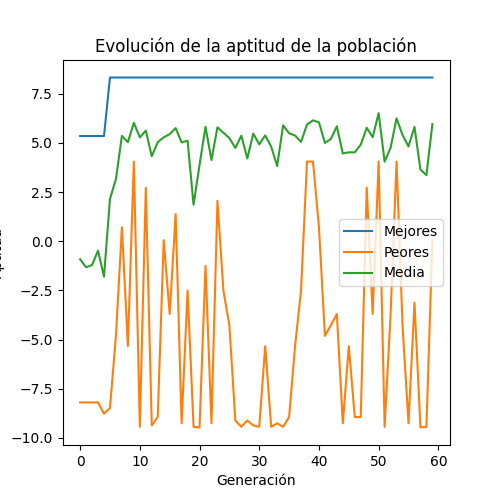 Evolución de la aptitud de la población
7.5
5.0
2.5
0.0
−2.5
−5.0
−7.5
−10.0
Mejores
Peores
Media
0 10 20 30 40 50 60
Generación